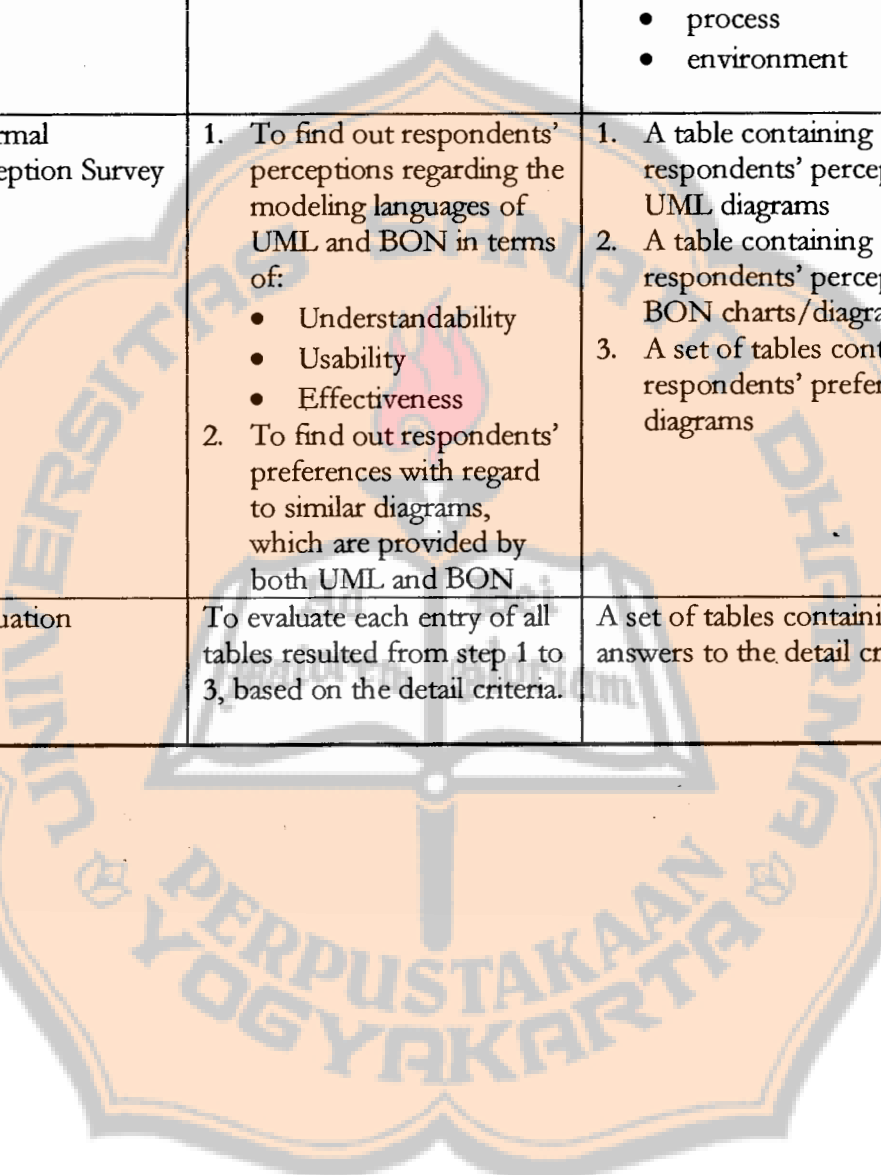 • process
• environment
rmal
eption Survey
1. To find out respondents’
perceptions regarding the
modeling languages of
UML and BON in terms
of:
• Understandability
• Usability
• Effectiveness
2. To find out respondents’
preferences with regard
to similar diagrams,
which are provided by
both UML and BON
1. A table containing
respondents’ percep
UML diagrams
2. A table containing
respondents’ percep
BON charts/diagra
3. A set of tables cont
respondents’ prefer
diagrams
uation
To evaluate each entry of all
tables resulted from step 1 to
3, based on the detail criteria.
A set of tables containi
answers to the detail cr
UNIVERSITAS SANATA DHARMA
PERPUSTAKAAN
YOGYAKARTA